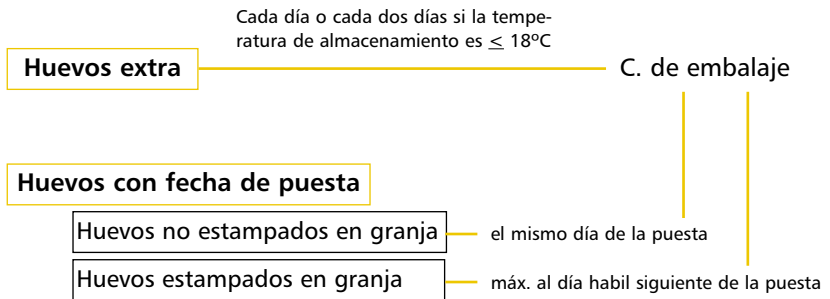 Cada día o cada dos días si la tempe-
ratura de almacenamiento es ≤ 18ºC
Huevos extra
C. de embalaje
Huevos con fecha de puesta
Huevos no estampados en granja
el mismo día de la puesta
Huevos estampados en granja
máx. al día habil siguiente de la puesta